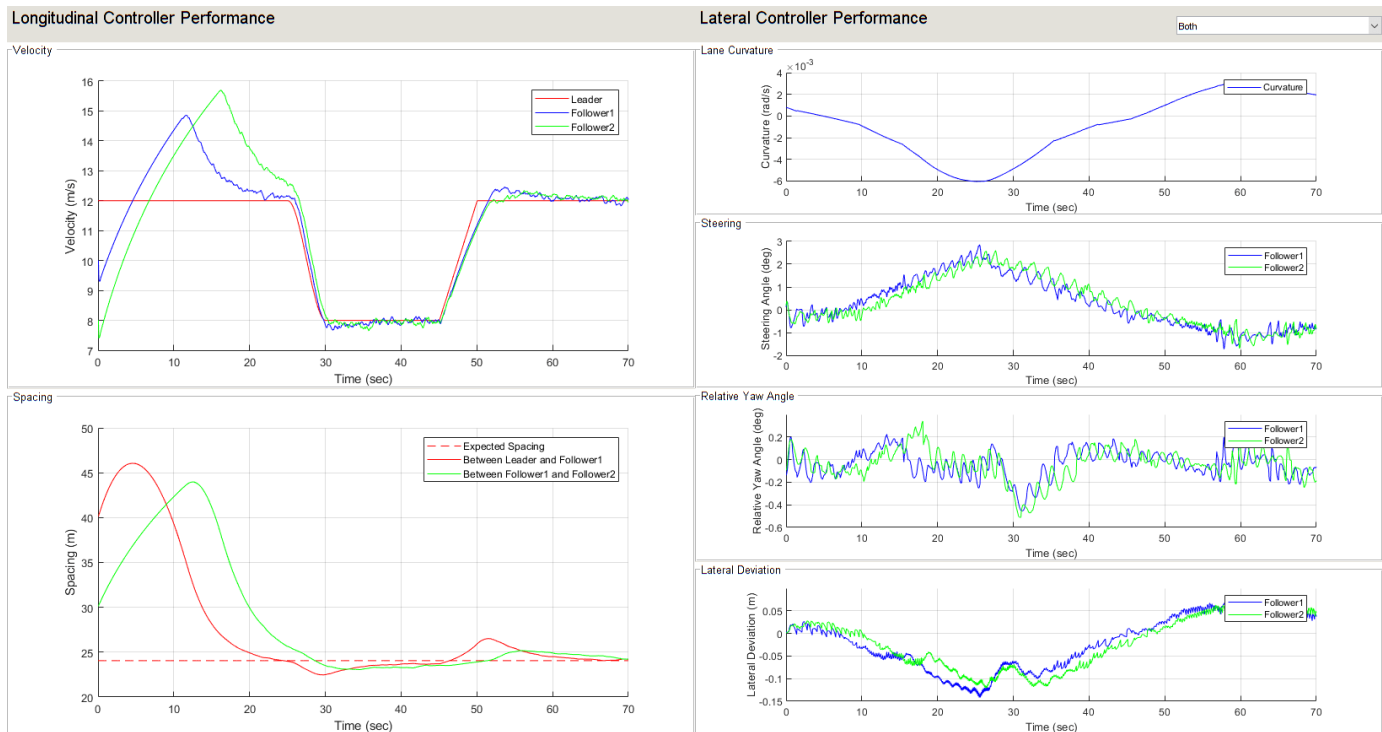 Longitudinal Controller Performance
Velocity
16
15
14
13
12
11
10
9
8
7
Velocity (m/s)
Leader
Follower1
Follower2
0 10 20 30 40 50 60 70
Time (sec)
Spacing
50
45
40
35
30
25
20
Spacing (m)
Expected Spacing
Between Leader and Follower1
Between Follower1 and Follower2
0 10 20 30 40 50 60 70
Time (sec)
Lateral Controller Performance
Both
Lane Curvature
×10^-3
4
2
0
-2
-4
-6
Curvature (rad/s)
Curvature
0 10 20 30 40 50 60 70
Time (sec)
Steering
3
2
1
0
-1
-2
Steering Angle (deg)
Follower1
Follower2
0 10 20 30 40 50 60 70
Time (sec)
Relative Yaw Angle
0.2
0
-0.2
-0.4
-0.6
Relative Yaw Angle (deg)
Follower1
Follower2
0 10 20 30 40 50 60 70
Time (sec)
Lateral Deviation
0.05
0
-0.05
-0.1
-0.15
Lateral Deviation (m)
Follower1
Follower2
0 10 20 30 40 50 60 70
Time (sec)